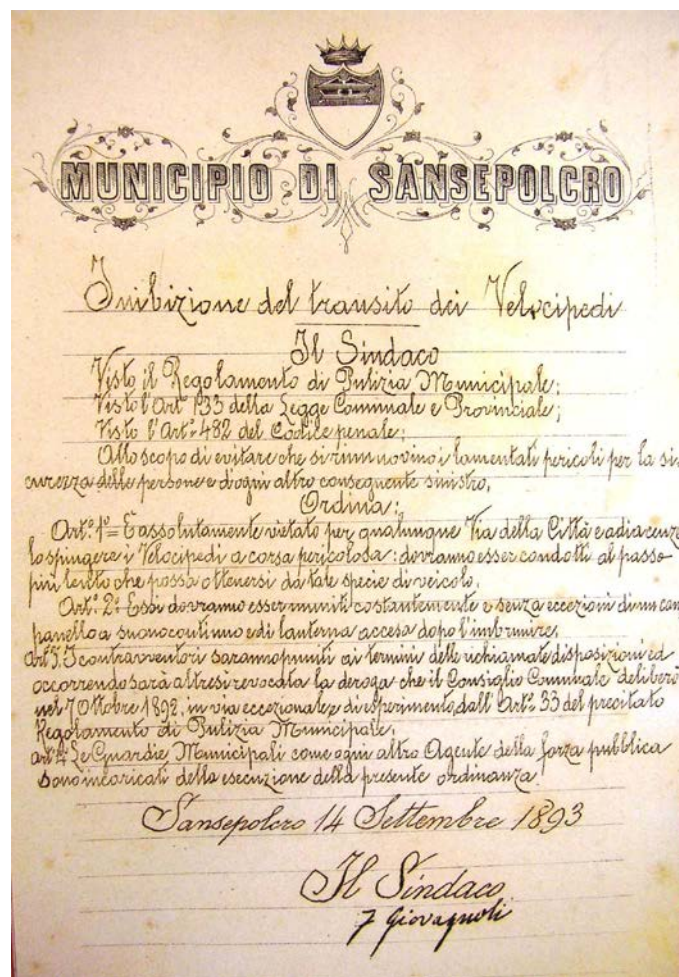 MUNICIPIO DI SANSEPOLCRO
Inibizione del transito dei Velocipedi
Il Sindaco
Visto il Regolamento di Pulizia Municipale;
Visto l'Art. 133 della Legge Comunale e Provinciale;
Visto l'Art. 482 del Codice penale;
Allo scopo di evitare che si rinnovino i lamentati pericoli per la si-
curezza delle persone e d'ogni altro conseguente sinistro,
Ordina:
Art.º 1º = E assolutamente vietato per qualunque Via della Città e adiacenze
lo spingere i Velocipedi a corsa pericolosa: dovranno esser condotti al passo
più lento che possa ottenersi da tale specie di veicolo.
Art.º 2º Essi dovranno esser muniti costantemente e senza eccezioni di un cam
panello a suono continuo e di lanterna accesa dopo l'imbrunire.
Art. 3. I contravventori saranno puniti ai termini delle richiamate disposizioni ed
occorrendo sarà altresì revocata la deroga che il Consiglio Comunale deliberò
nel 7 Ottobre 1892, in via eccezionale e di esperimento, dall'Art. 33 del precitato
Regolamento di Pulizia Municipale.
Art. 4. Le Guardie Municipali come ogni altro Agente della forza pubblica
sono incaricati della esecuzione della presente ordinanza.
Sansepolcro 14 Settembre 1893
Il Sindaco
F Giovagnoli